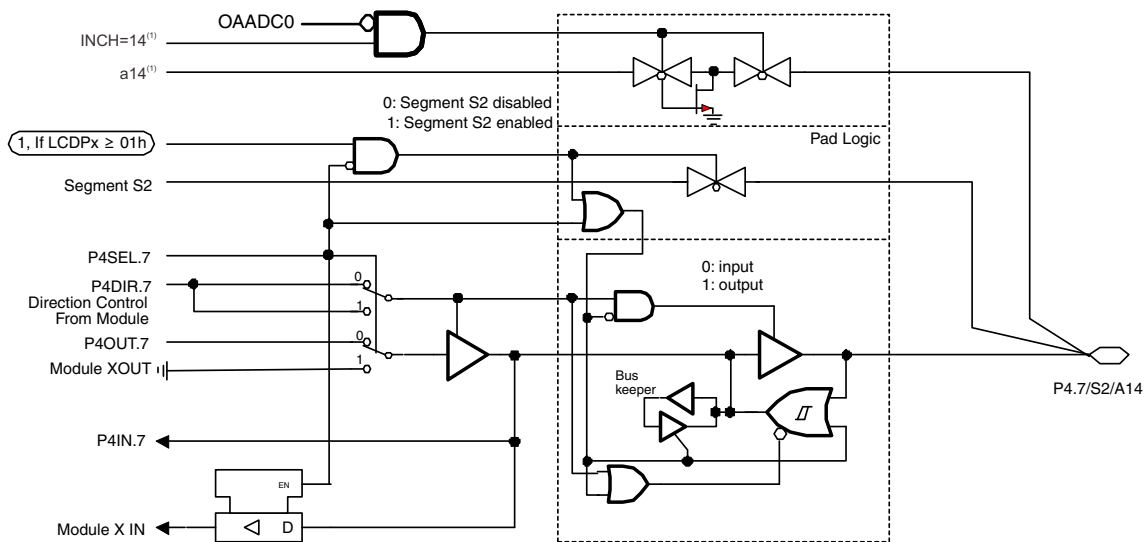 OAADC0
INCH=14(1)
a14(1)
0: Segment S2 disabled
1: Segment S2 enabled
Pad Logic
1, If LCDPx ≥ 01h
Segment S2
P4SEL.7
P4DIR.7
0
Direction Control
From Module
1
0: input
1: output
P4OUT.7
0
Module XOUT
1
Bus
keeper
P4.7/S2/A14
P4IN.7
EN
Module X IN
D